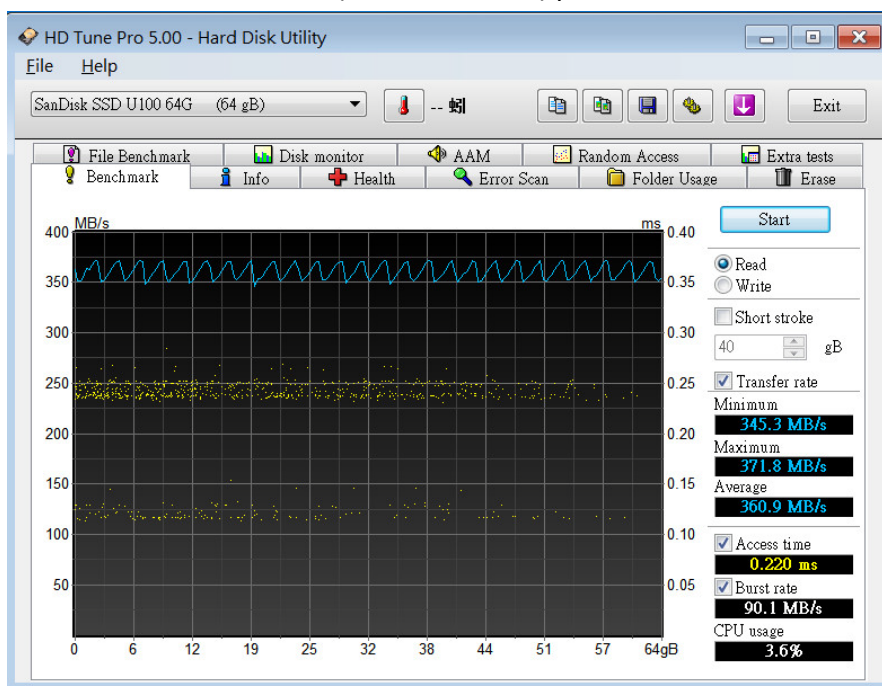 HD Tune Pro 5.00 - Hard Disk Utility
File Help
SanDisk SSD U100 64G (64 gB)
-- 蚓
Exit
File Benchmark Disk monitor AAM Random Access Extra tests
Benchmark Info Health Error Scan Folder Usage Erase
MB/s ms
400 0.40
350 0.35
300 0.30
250 0.25
200 0.20
150 0.15
100 0.10
50 0.05
0 6 12 19 25 32 38 44 51 57 64gB
Start
Read
Write
Short stroke
40 gB
Transfer rate
Minimum
345.3 MB/s
Maximum
371.8 MB/s
Average
360.9 MB/s
Access time
0.220 ms
Burst rate
90.1 MB/s
CPU usage
3.6%